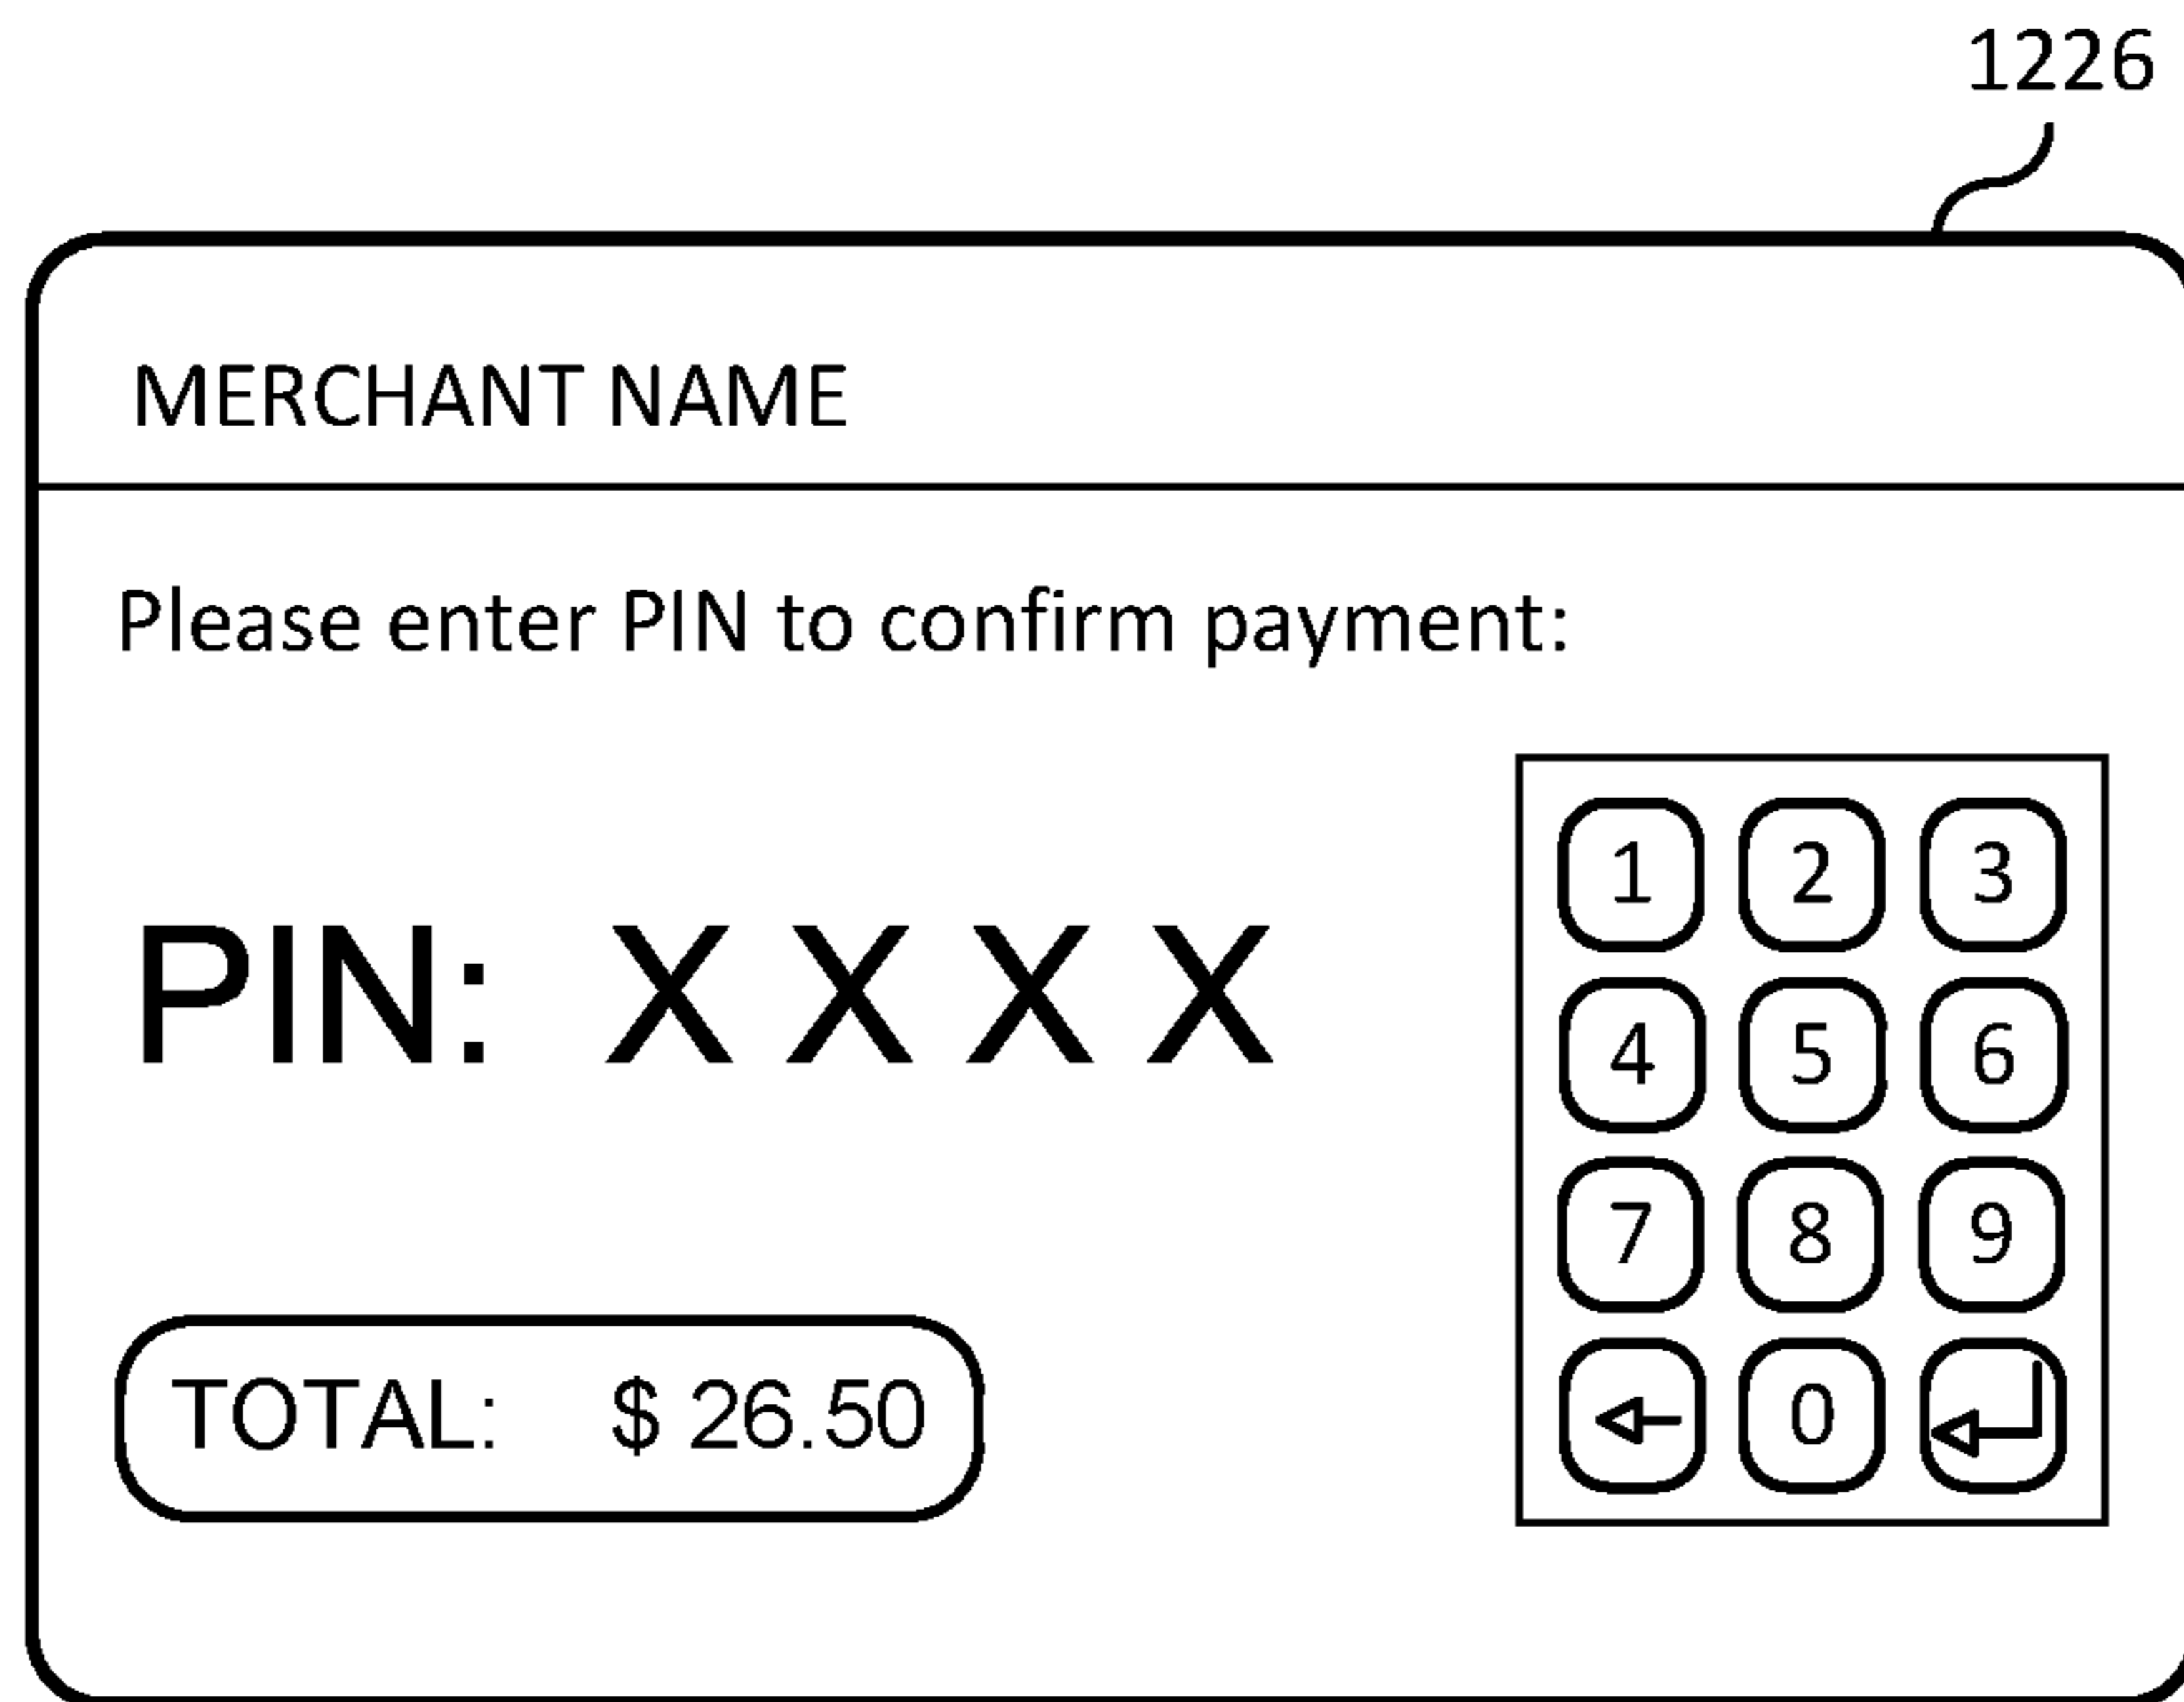 1226
MERCHANT NAME
Please enter PIN to confirm payment:
PIN: X X X X
1 2 3
4 5 6
7 8 9
0
TOTAL: $ 26.50